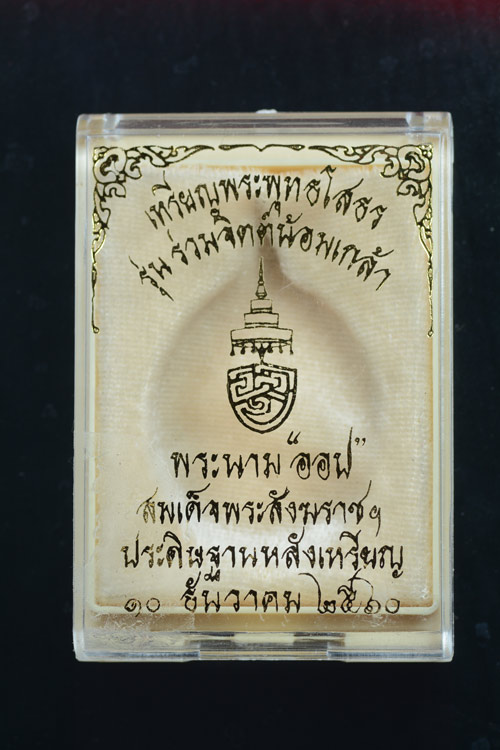 เหรียญพระพุทธโสธร
รุ่น ร่วมจิตต์น้อมเกล้า
พระนาม “ออป”
สมเด็จพระสังฆราชฯ
ประดิษฐานหลังเหรียญ
๑๐ ธันวาคม ๒๕๓๐